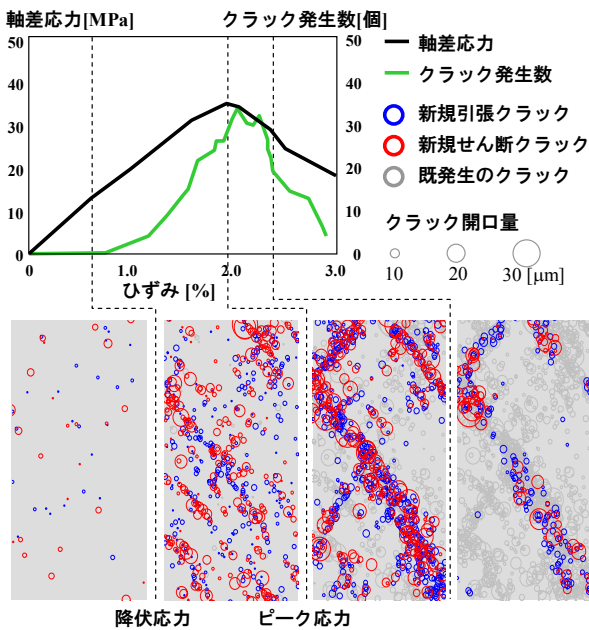 軸差応力[MPa]
クラック発生数[個]
50
40
30
20
10
0
50
40
30
20
10
0
0
1.0
2.0
3.0
ひずみ [%]
軸差応力
クラック発生数
新規引張クラック
新規せん断クラック
既発生のクラック
クラック開口量
10
20
30 [μm]
降伏応力
ピーク応力